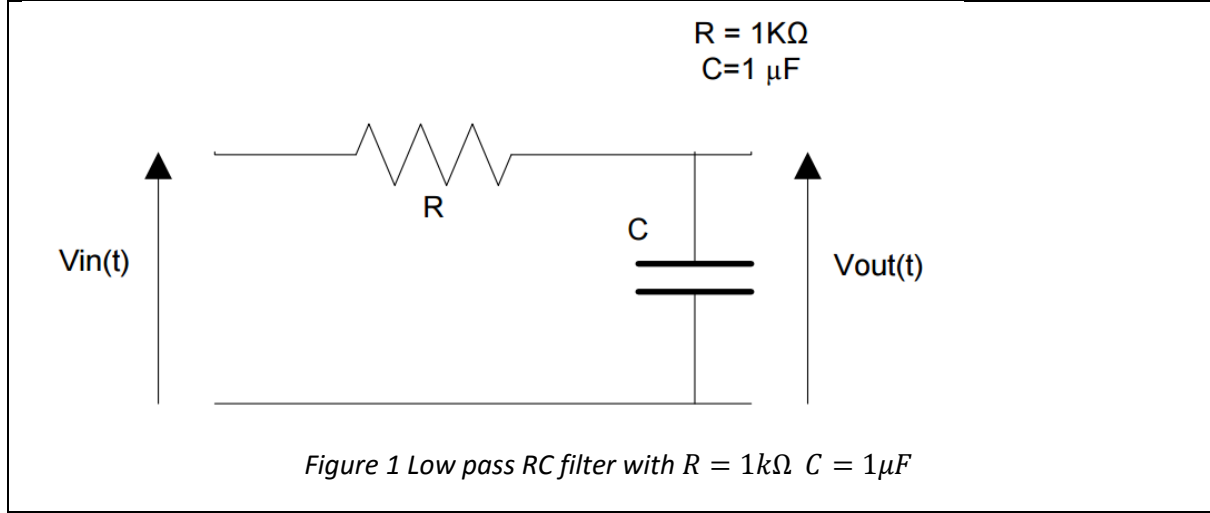 R = 1KΩ
C=1 μF
R
C
Vin(t)
Vout(t)
Figure 1 Low pass RC filter with R = 1kΩ C = 1μF